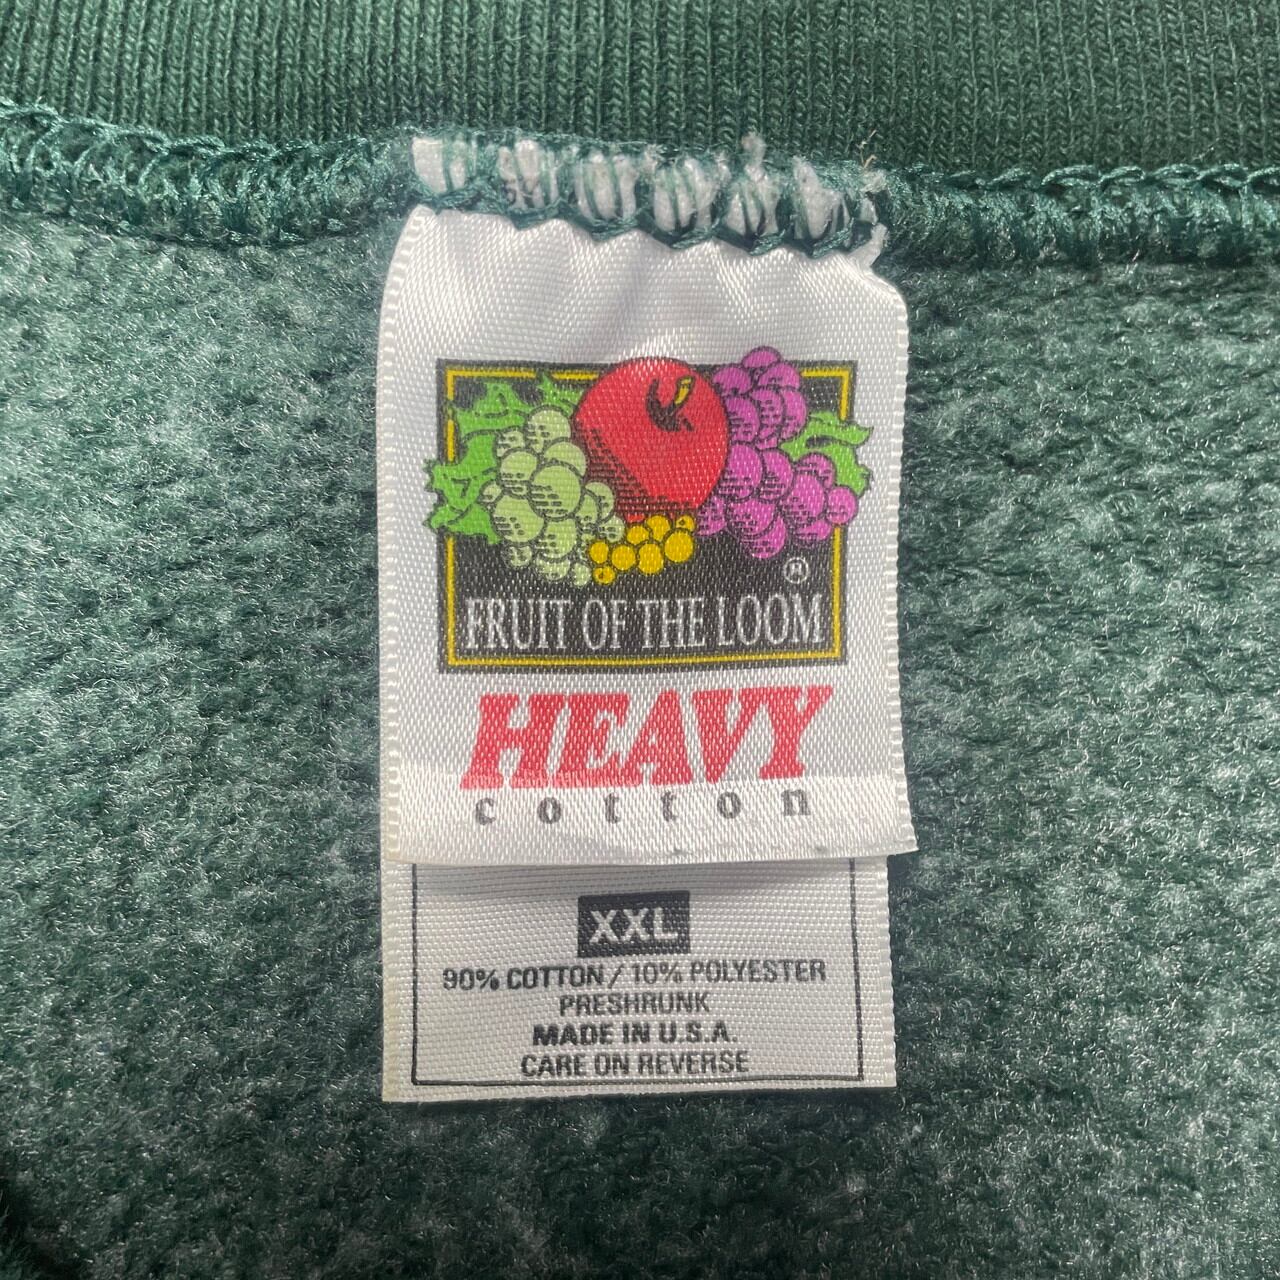 ®
FRUIT OF THE LOOM
HEAVY
cotton
XXL
90% COTTON / 10% POLYESTER
PRESHRUNK
MADE IN U.S.A.
CARE ON REVERSE